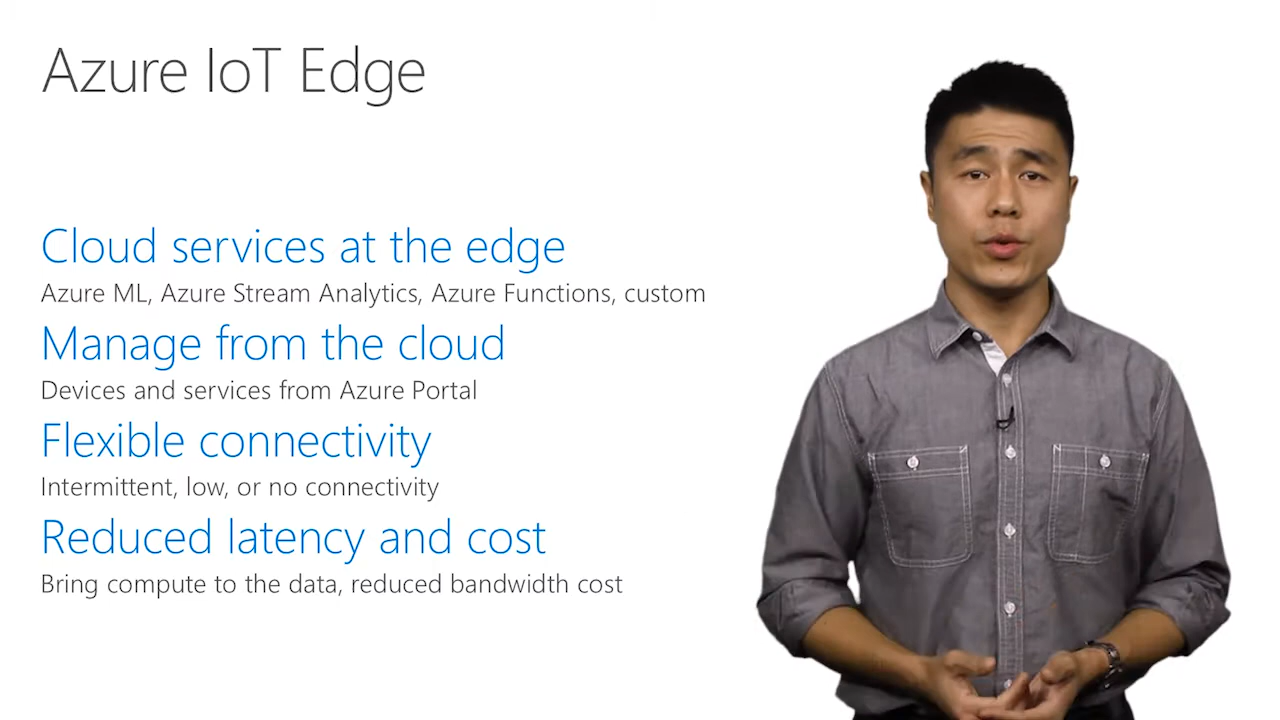 Azure IoT Edge
Cloud services at the edge
Azure ML, Azure Stream Analytics, Azure Functions, custom
Manage from the cloud
Devices and services from Azure Portal
Flexible connectivity
Intermittent, low, or no connectivity
Reduced latency and cost
Bring compute to the data, reduced bandwidth cost